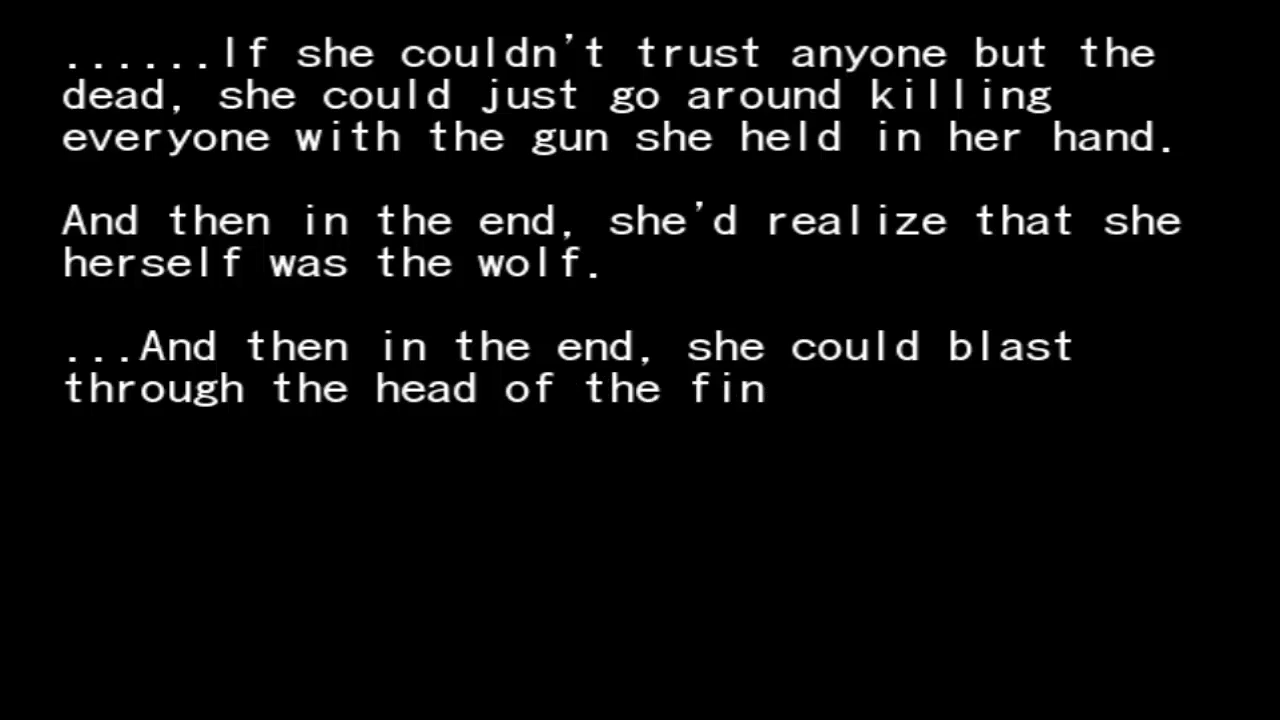 ......If she couldn't trust anyone but the
dead, she could just go around killing
everyone with the gun she held in her hand.
And then in the end, she'd realize that she
herself was the wolf.
...And then in the end, she could blast
through the head of the fin